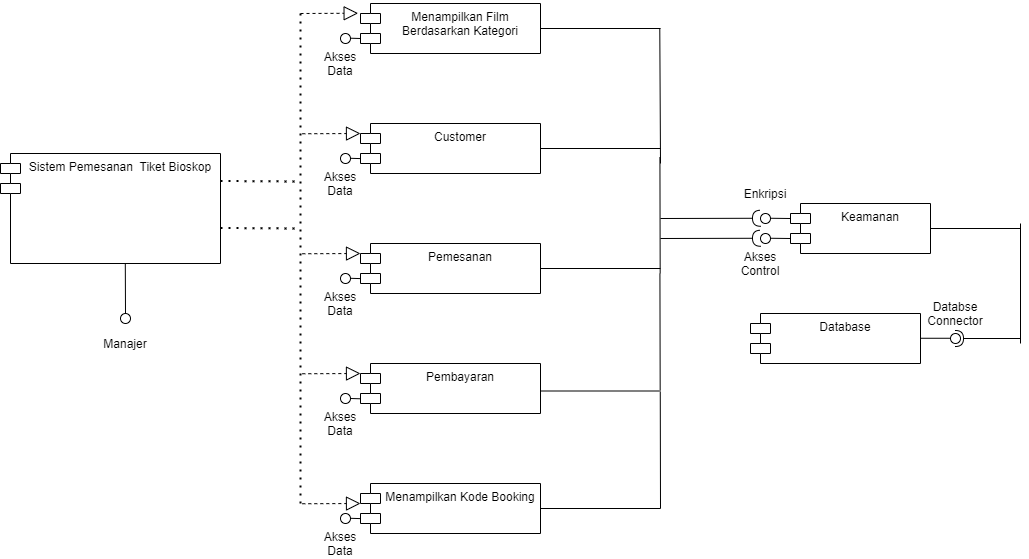 Menampilkan Film
Berdasarkan Kategori
Akses
Data
Customer
Akses
Data
Sistem Pemesanan Tiket Bioskop
Manajer
Pemesanan
Akses
Data
Pembayaran
Akses
Data
Menampilkan Kode Booking
Akses
Data
Enkripsi
Keamanan
Akses
Control
Databse
Connector
Database